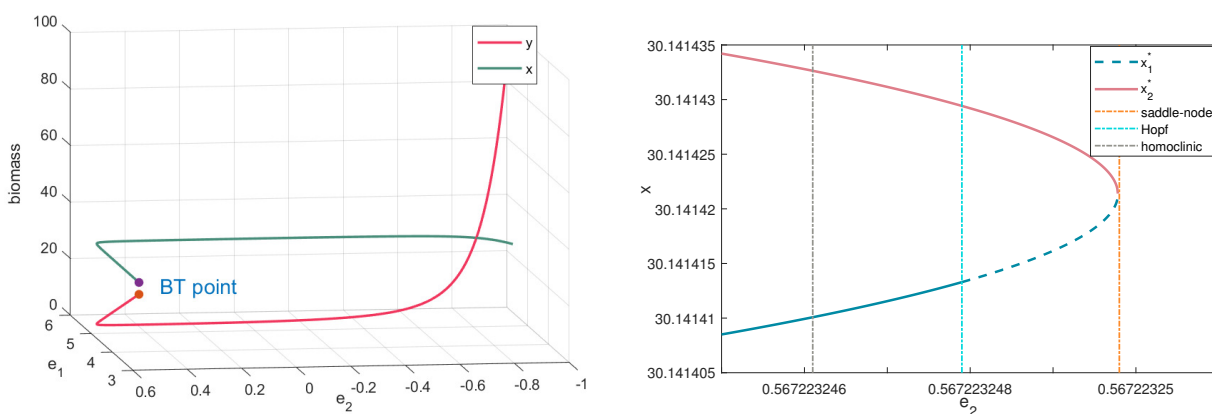 100
80
60
40
20
0
biomass
y
x
BT point
6
5
4
3
e1
0.6
0.4
0.2
0
-0.2
-0.4
-0.6
-0.8
-1
e2
30.141435
30.14143
30.141425
30.14142
30.141415
30.14141
30.141405
x
x*1
x*2
saddle-node
Hopf
homoclinic
0.567223246
0.567223248
0.56722325
e2